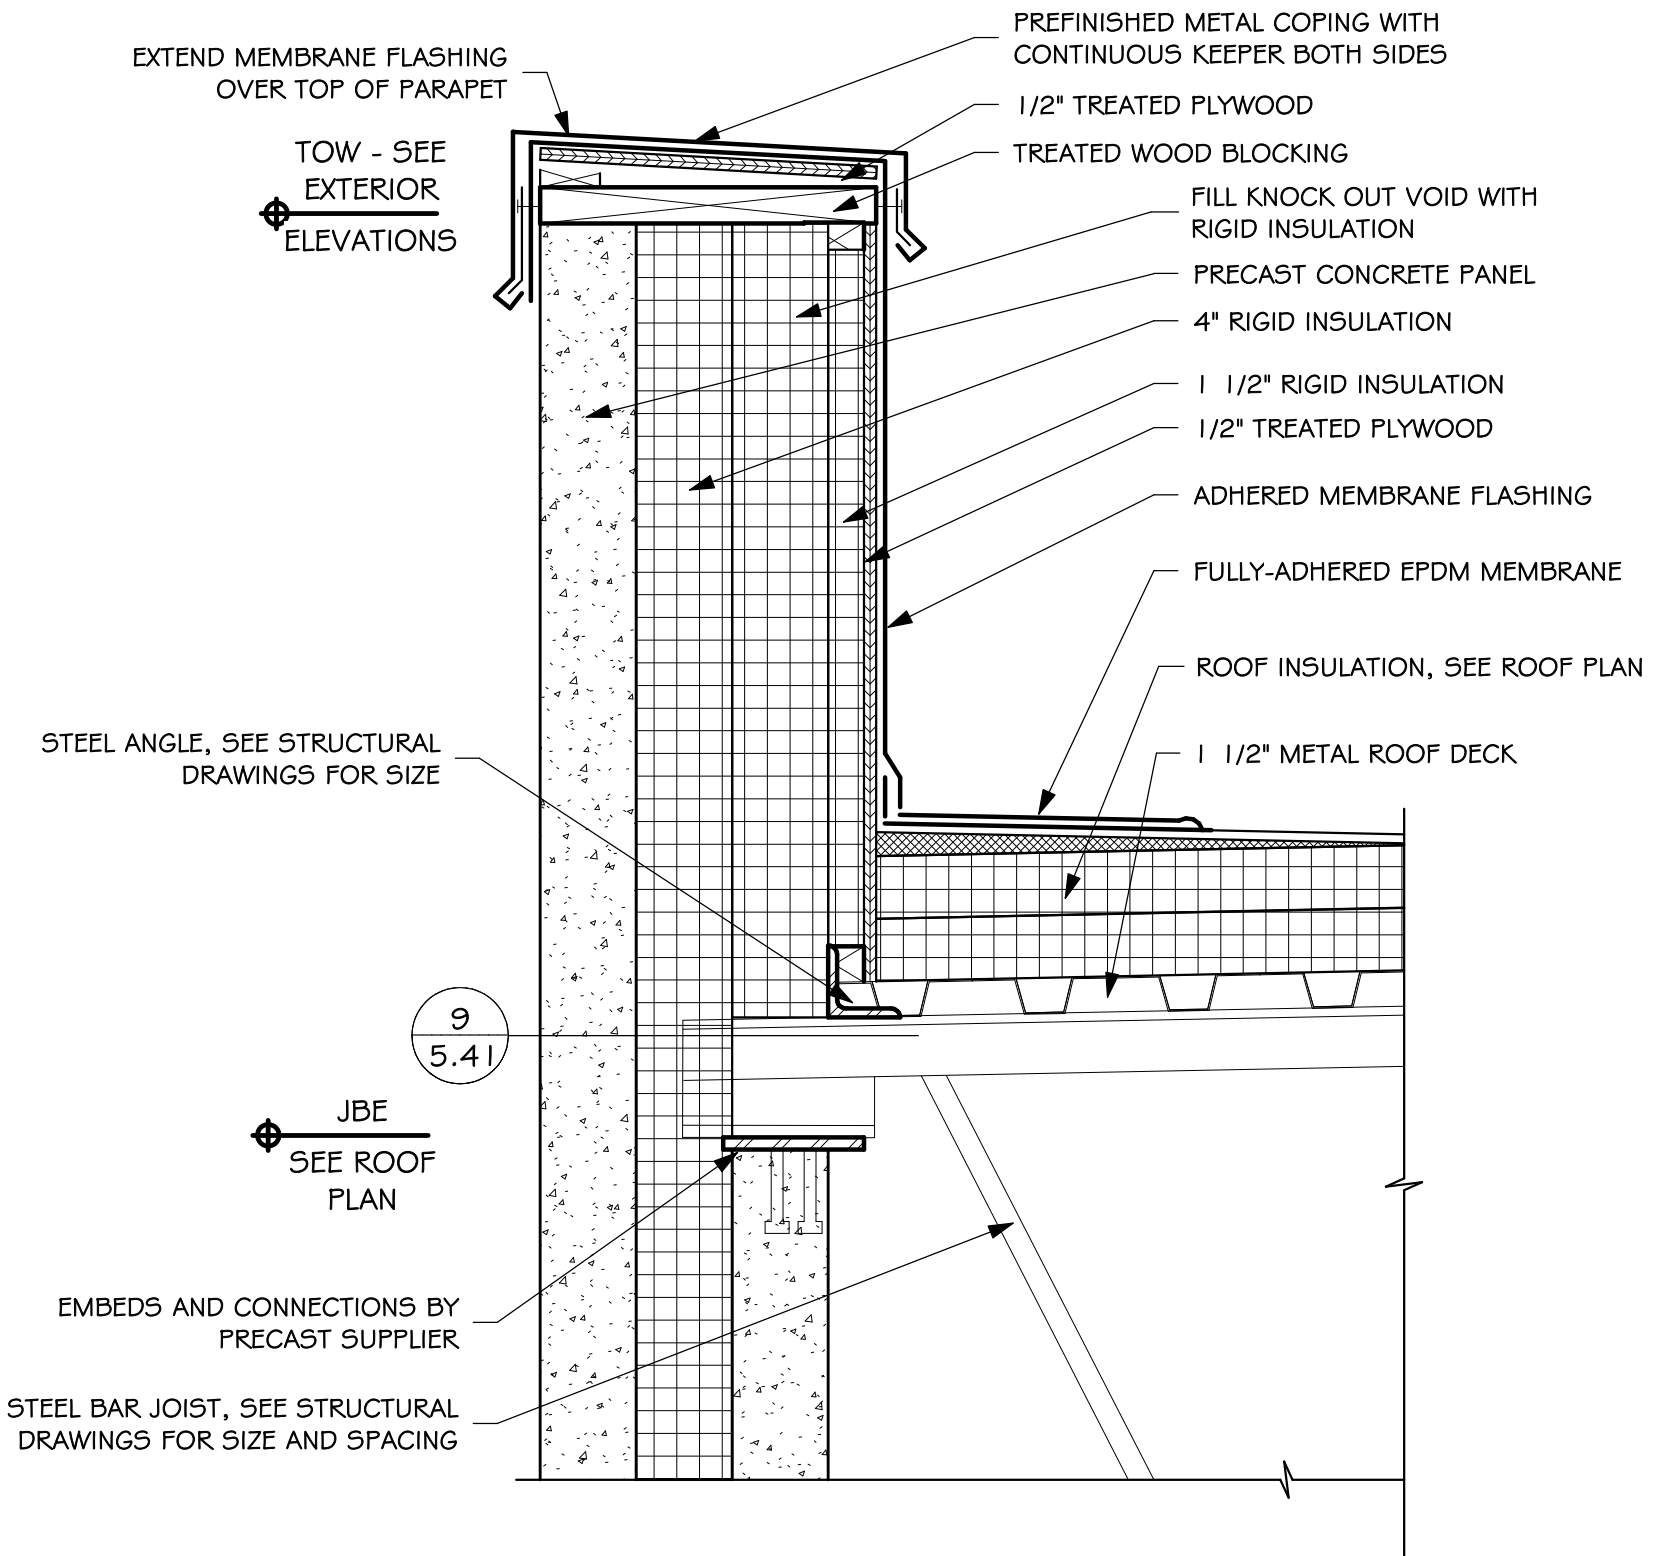 PREFINISHED METAL COPING WITH
CONTINUOUS KEEPER BOTH SIDES
EXTEND MEMBRANE FLASHING
OVER TOP OF PARAPET
1/2" TREATED PLYWOOD
TREATED WOOD BLOCKING
TOW - SEE
EXTERIOR
ELEVATIONS
FILL KNOCK OUT VOID WITH
RIGID INSULATION
PRECAST CONCRETE PANEL
4" RIGID INSULATION
1 1/2" RIGID INSULATION
1/2" TREATED PLYWOOD
ADHERED MEMBRANE FLASHING
FULLY-ADHERED EPDM MEMBRANE
ROOF INSULATION, SEE ROOF PLAN
STEEL ANGLE, SEE STRUCTURAL
DRAWINGS FOR SIZE
1 1/2" METAL ROOF DECK
9
5.41
JBE
SEE ROOF
PLAN
EMBEDS AND CONNECTIONS BY
PRECAST SUPPLIER
STEEL BAR JOIST, SEE STRUCTURAL
DRAWINGS FOR SIZE AND SPACING